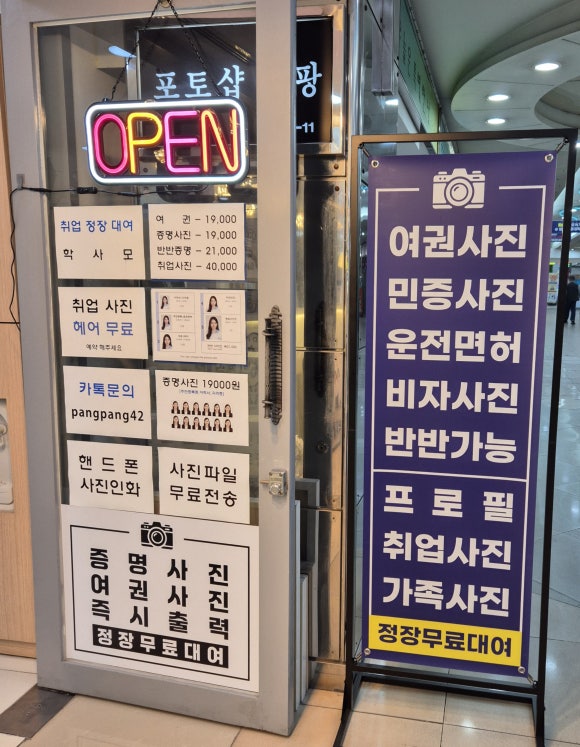 포토샵 팡
-11
OPEN
취업 정장 대여
학 사 모
여 권 - 19,000
증명사진 - 19,000
반반증명 - 21,000
취업사진 - 40,000
취업 사진
헤어 무료
예약 해주세요
카톡문의
pangpang42
증명사진 19000원
핸 드 폰
사진인화
사진파일
무료전송
증 명 사 진
여 권 사 진
즉 시 출 력
정장무료대여
여권사진
민증사진
운전면허
비자사진
반반가능
프 로 필
취업사진
가족사진
정장무료대여